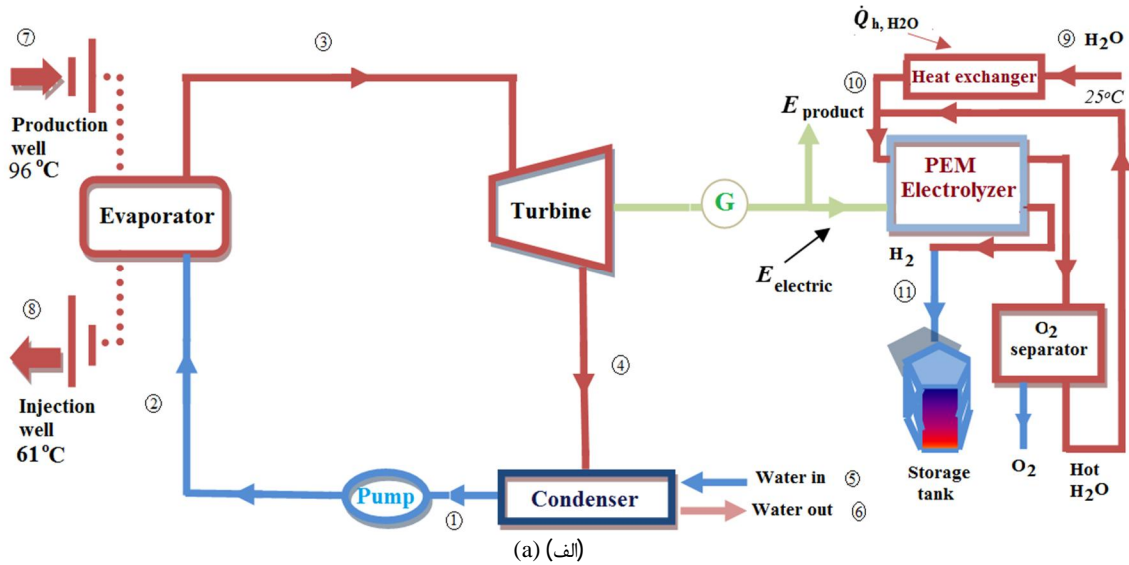 ⑦
Production
well
96 °C
Evaporator
⑧
Injection
well
61°C
②
③
Turbine
④
Pump
①
Condenser
Water in ⑤
Water out ⑥
G
E product
E electric
Q̇ h, H2O
⑨ H₂O
Heat exchanger
25°C
⑩
PEM
Electrolyzer
H₂
⑪
Storage
tank
O₂
separator
O₂
Hot
H₂O
(a) (الف)